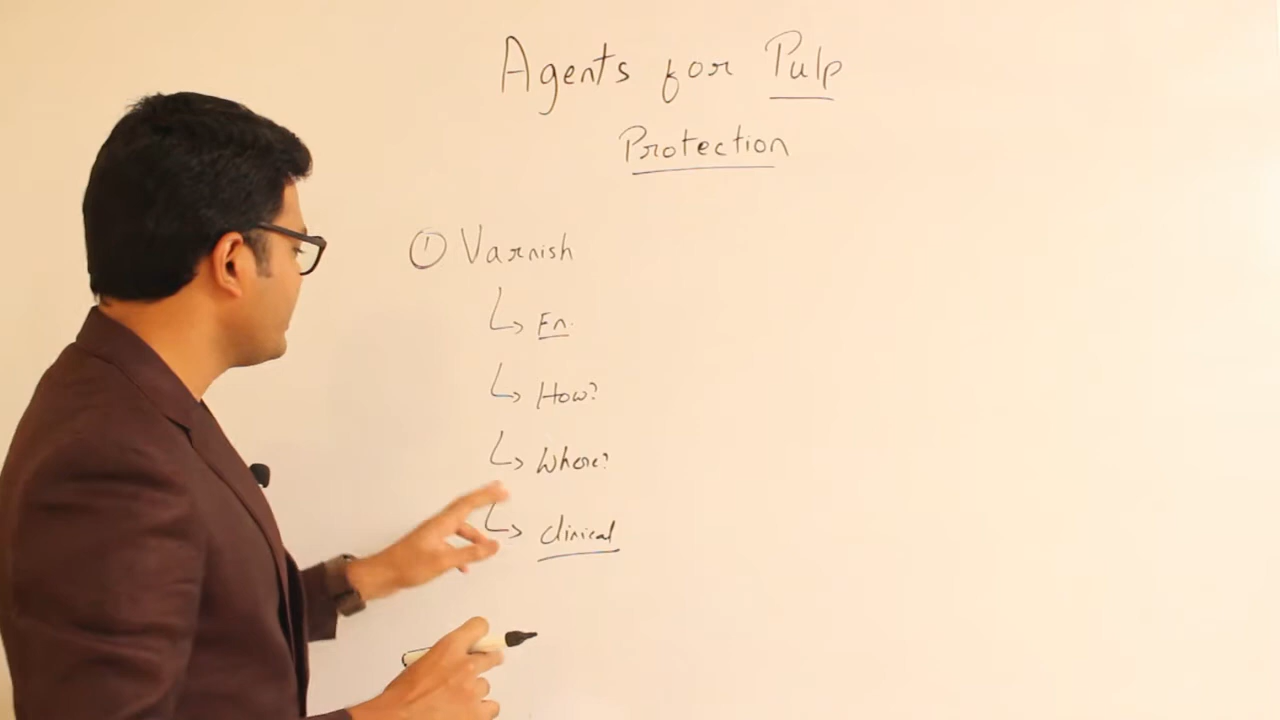 Agents for Pulp
Protection
① Varnish
↳ Fn.
↳ How?
↳ Where?
↳ Clinical